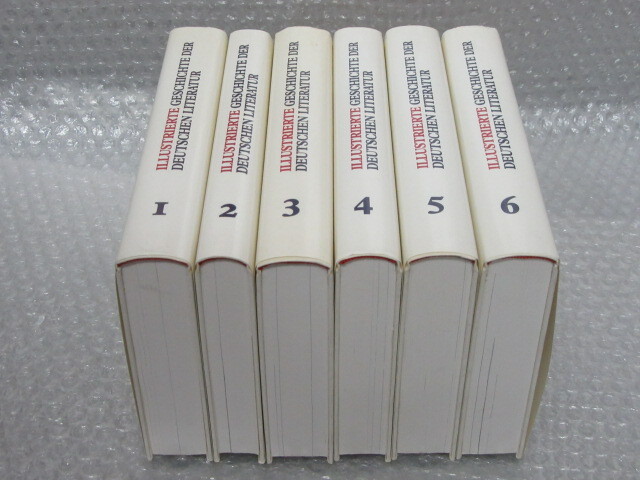 ILLUSTRIERTE GESCHICHTE DER
DEUTSCHEN LITERATUR
1
ILLUSTRIERTE GESCHICHTE DER
DEUTSCHEN LITERATUR
2
ILLUSTRIERTE GESCHICHTE DER
DEUTSCHEN LITERATUR
3
ILLUSTRIERTE GESCHICHTE DER
DEUTSCHEN LITERATUR
4
ILLUSTRIERTE GESCHICHTE DER
DEUTSCHEN LITERATUR
5
ILLUSTRIERTE GESCHICHTE DER
DEUTSCHEN LITERATUR
6